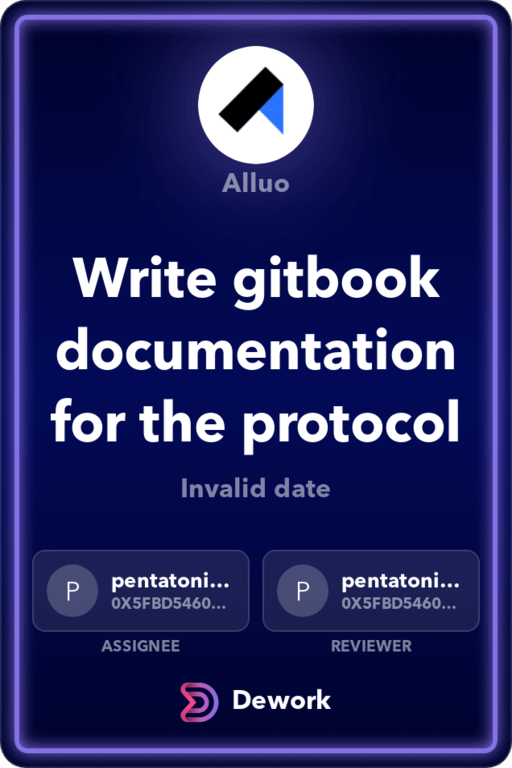 Alluo
Write gitbook
documentation
for the protocol
Invalid date
P pentatoni... P pentatoni...
0X5FBD5460... 0X5FBD5460...
ASSIGNEE REVIEWER
Dework